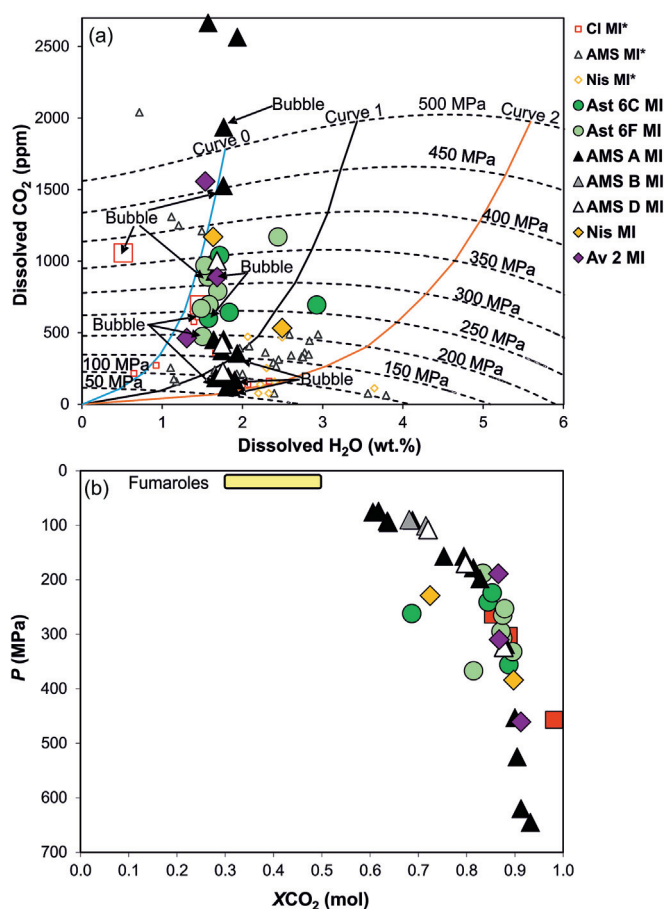 (a)
2500
2000
1500
1000
500
0
Dissolved CO2 (ppm)
Bubble
Curve 0
Curve 1
500 MPa
Curve 2
450 MPa
400 MPa
350 MPa
300 MPa
250 MPa
200 MPa
150 MPa
100 MPa
50 MPa
Bubble
Bubble
Bubble
Bubble
0 1 2 3 4 5 6
Dissolved H2O (wt.%)
Cl MI*
AMS MI*
Nis MI*
Ast 6C MI
Ast 6F MI
AMS A MI
AMS B MI
AMS D MI
Nis MI
Av 2 MI
(b)
Fumaroles
0
100
200
300
400
500
600
700
P (MPa)
0.0 0.1 0.2 0.3 0.4 0.5 0.6 0.7 0.8 0.9 1.0
XCO2 (mol)